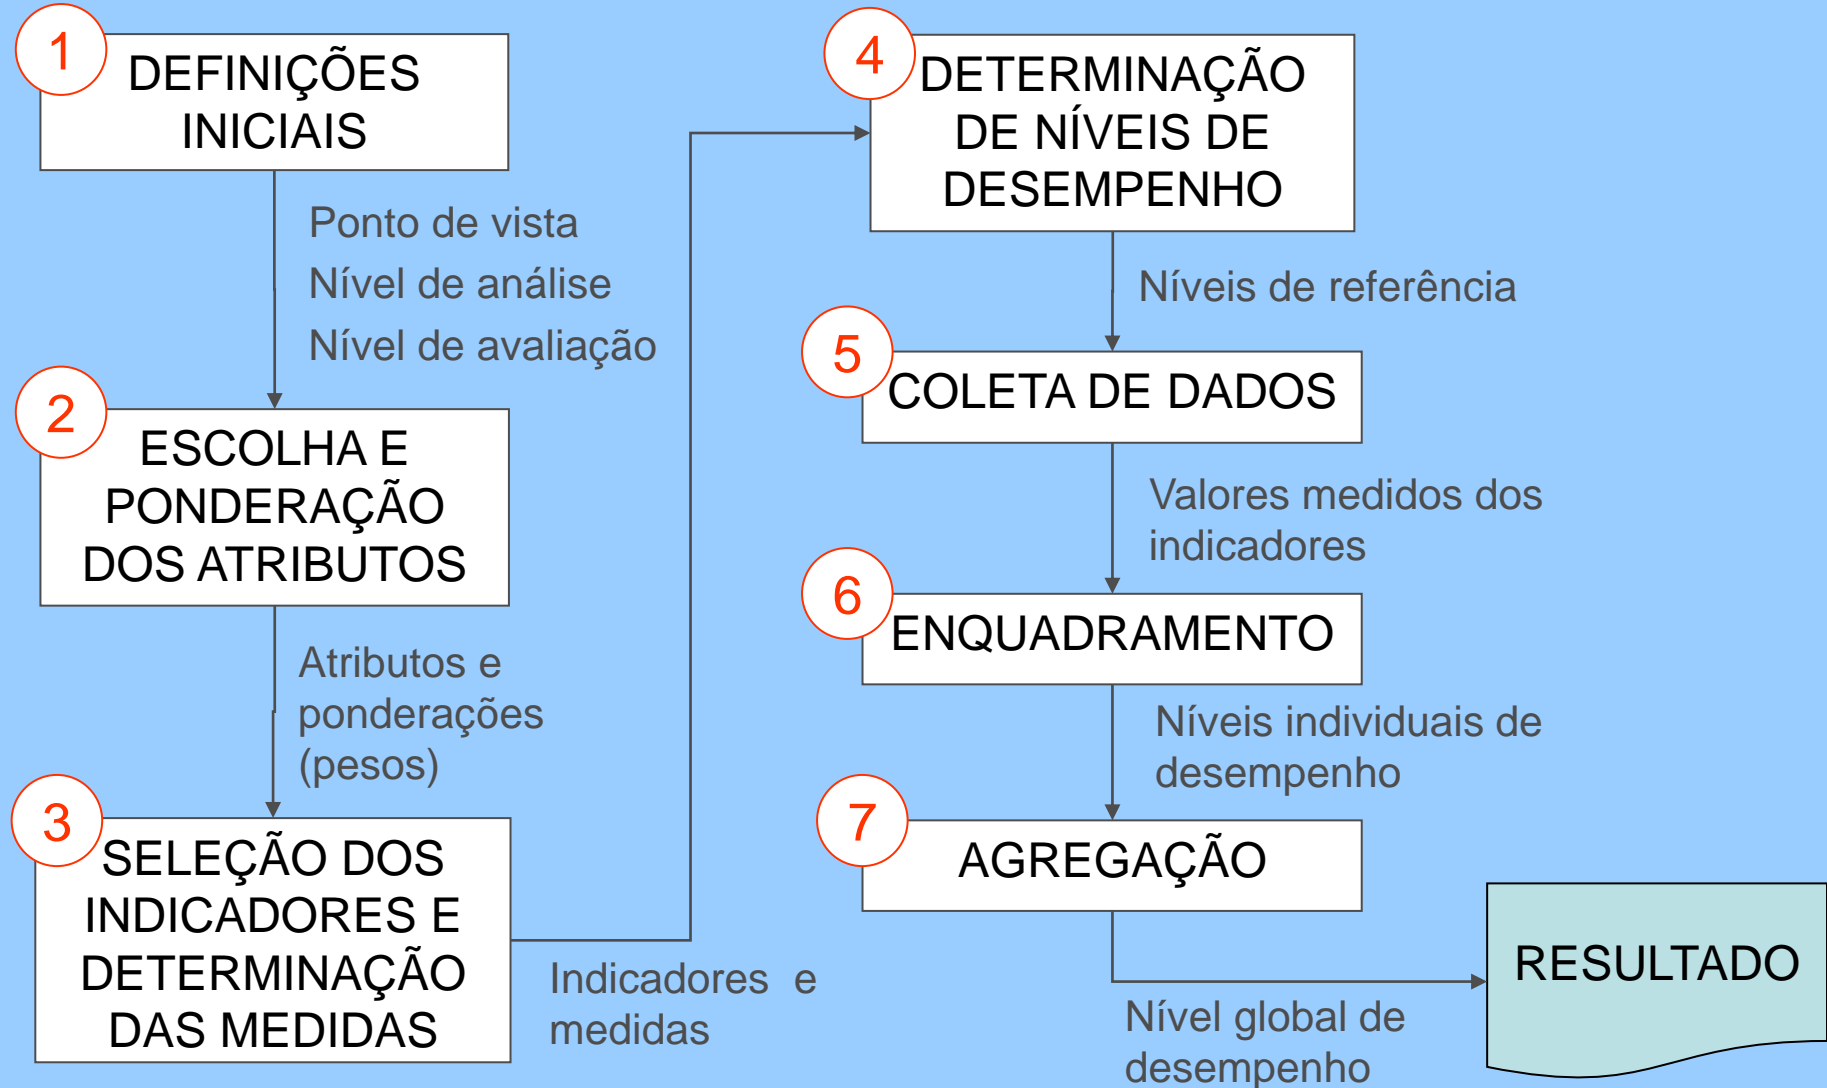 1
DEFINIÇÕES
INICIAIS
Ponto de vista
Nível de análise
Nível de avaliação
2
ESCOLHA E
PONDERAÇÃO
DOS ATRIBUTOS
Atributos e
ponderações
(pesos)
3
SELEÇÃO DOS
INDICADORES E
DETERMINAÇÃO
DAS MEDIDAS
Indicadores e
medidas
4
DETERMINAÇÃO
DE NÍVEIS DE
DESEMPENHO
Níveis de referência
5
COLETA DE DADOS
Valores medidos dos
indicadores
6
ENQUADRAMENTO
Níveis individuais de
desempenho
7
AGREGAÇÃO
Nível global de
desempenho
RESULTADO